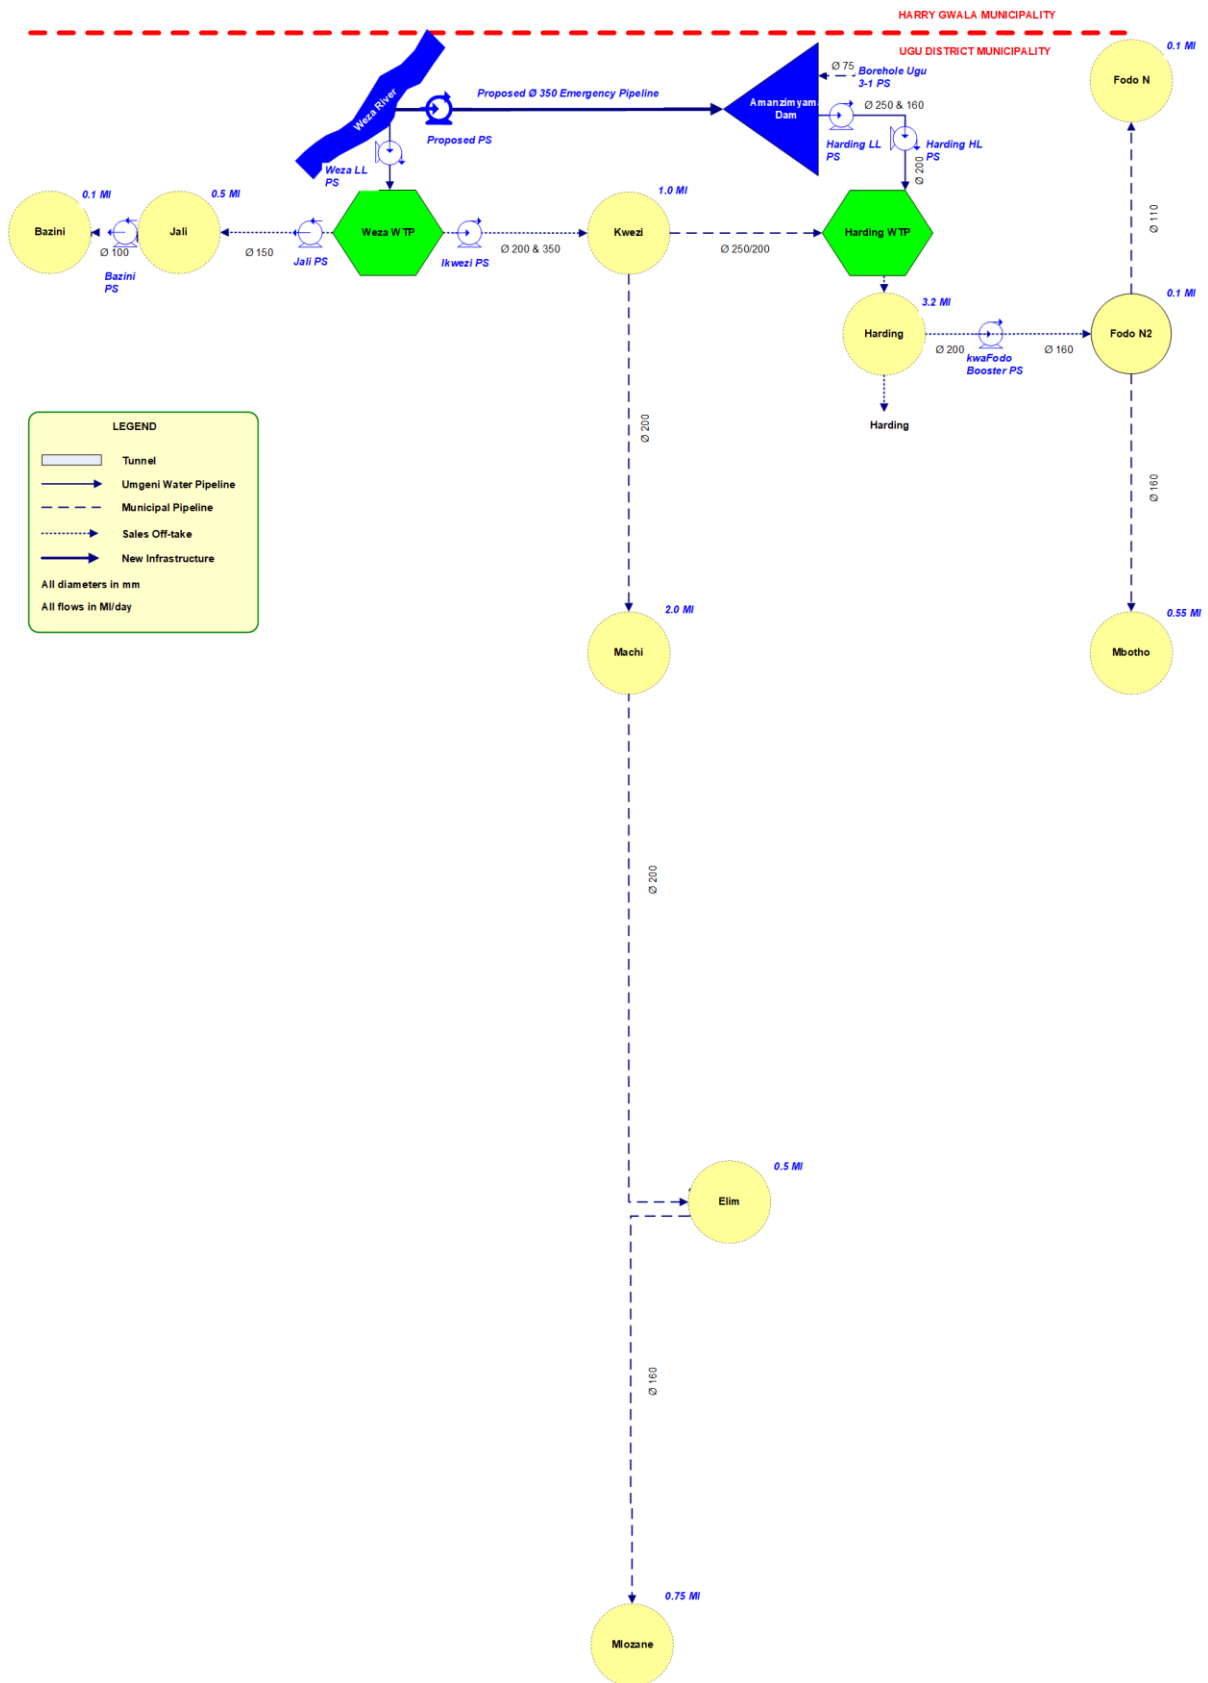 HARRY GWALA MUNICIPALITY
UGU DISTRICT MUNICIPALITY
0.1 Ml
Fodo N
Ø 75
Borehole Ugu
3-1 PS
Weza River
Proposed Ø 350 Emergency Pipeline
Proposed PS
Amanzimyam
Dam
Ø 250 & 160
Harding LL
PS
Harding HL
PS
Ø 200
Weza LL
PS
0.1 Ml
Bazini
Ø 100
Bazini
PS
0.5 Ml
Jali
Ø 150
Jali PS
Weza WTP
Ikwezi PS
Ø 200 & 350
1.0 Ml
Kwezi
Ø 250/200
Harding WTP
Ø 110
3.2 Ml
Harding
Ø 200
kwaFodo
Booster PS
Ø 160
0.1 Ml
Fodo N2
Harding
Ø 200
Ø 160
LEGEND
Tunnel
Umgeni Water Pipeline
Municipal Pipeline
Sales Off-take
New Infrastructure
All diameters in mm
All flows in Ml/day
2.0 Ml
Machi
0.55 Ml
Mbotho
Ø 200
0.5 Ml
Elim
Ø 160
0.75 Ml
Mlozane